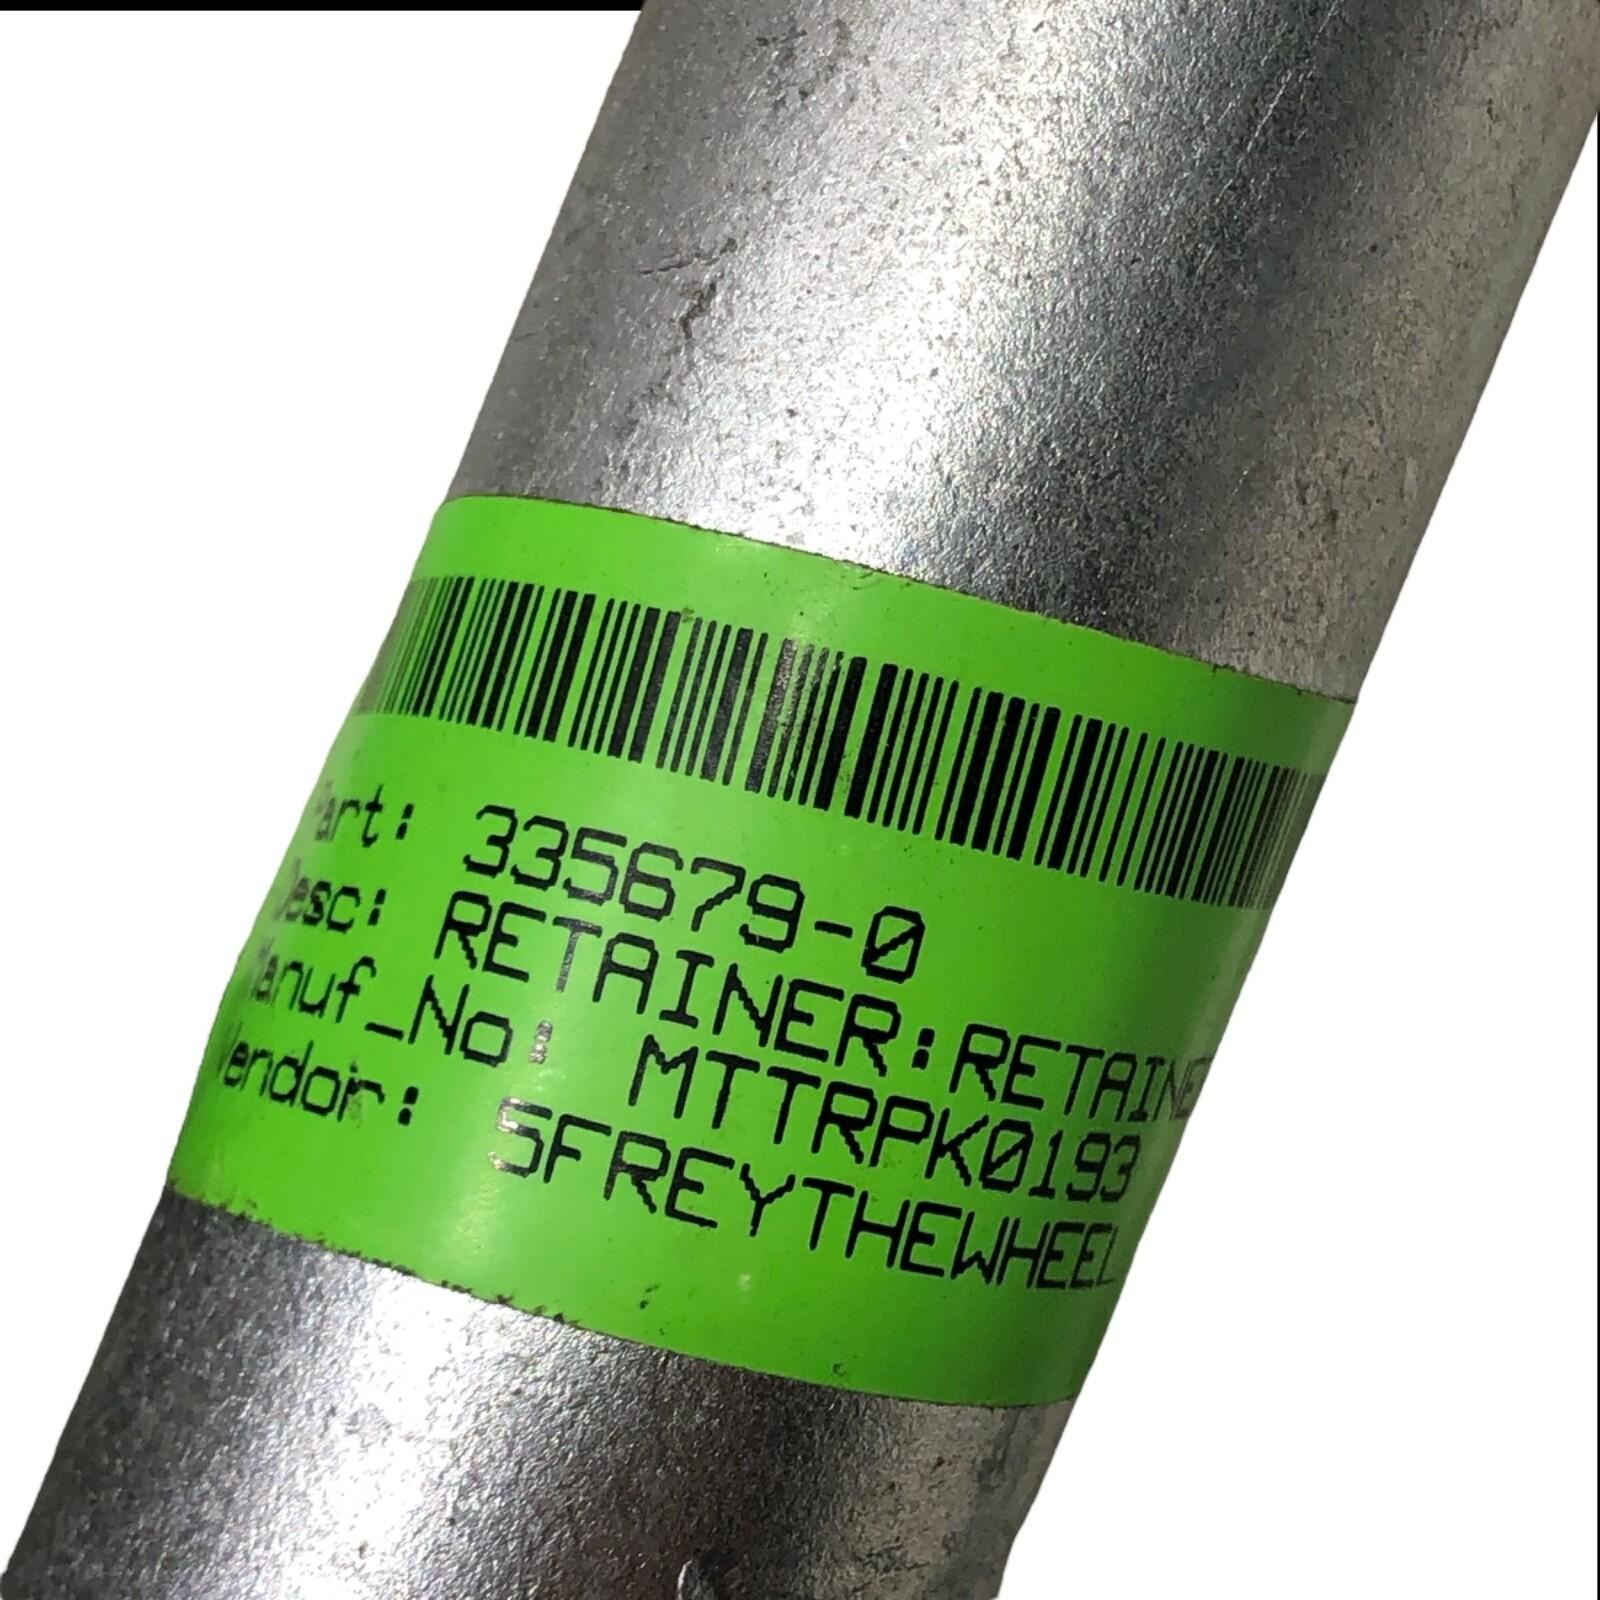 Part: 335679-0
Desc: RETAINER:RETAINE
Manuf_No: MTTRPK0193
Vendor: SFREYTHEWHEEL